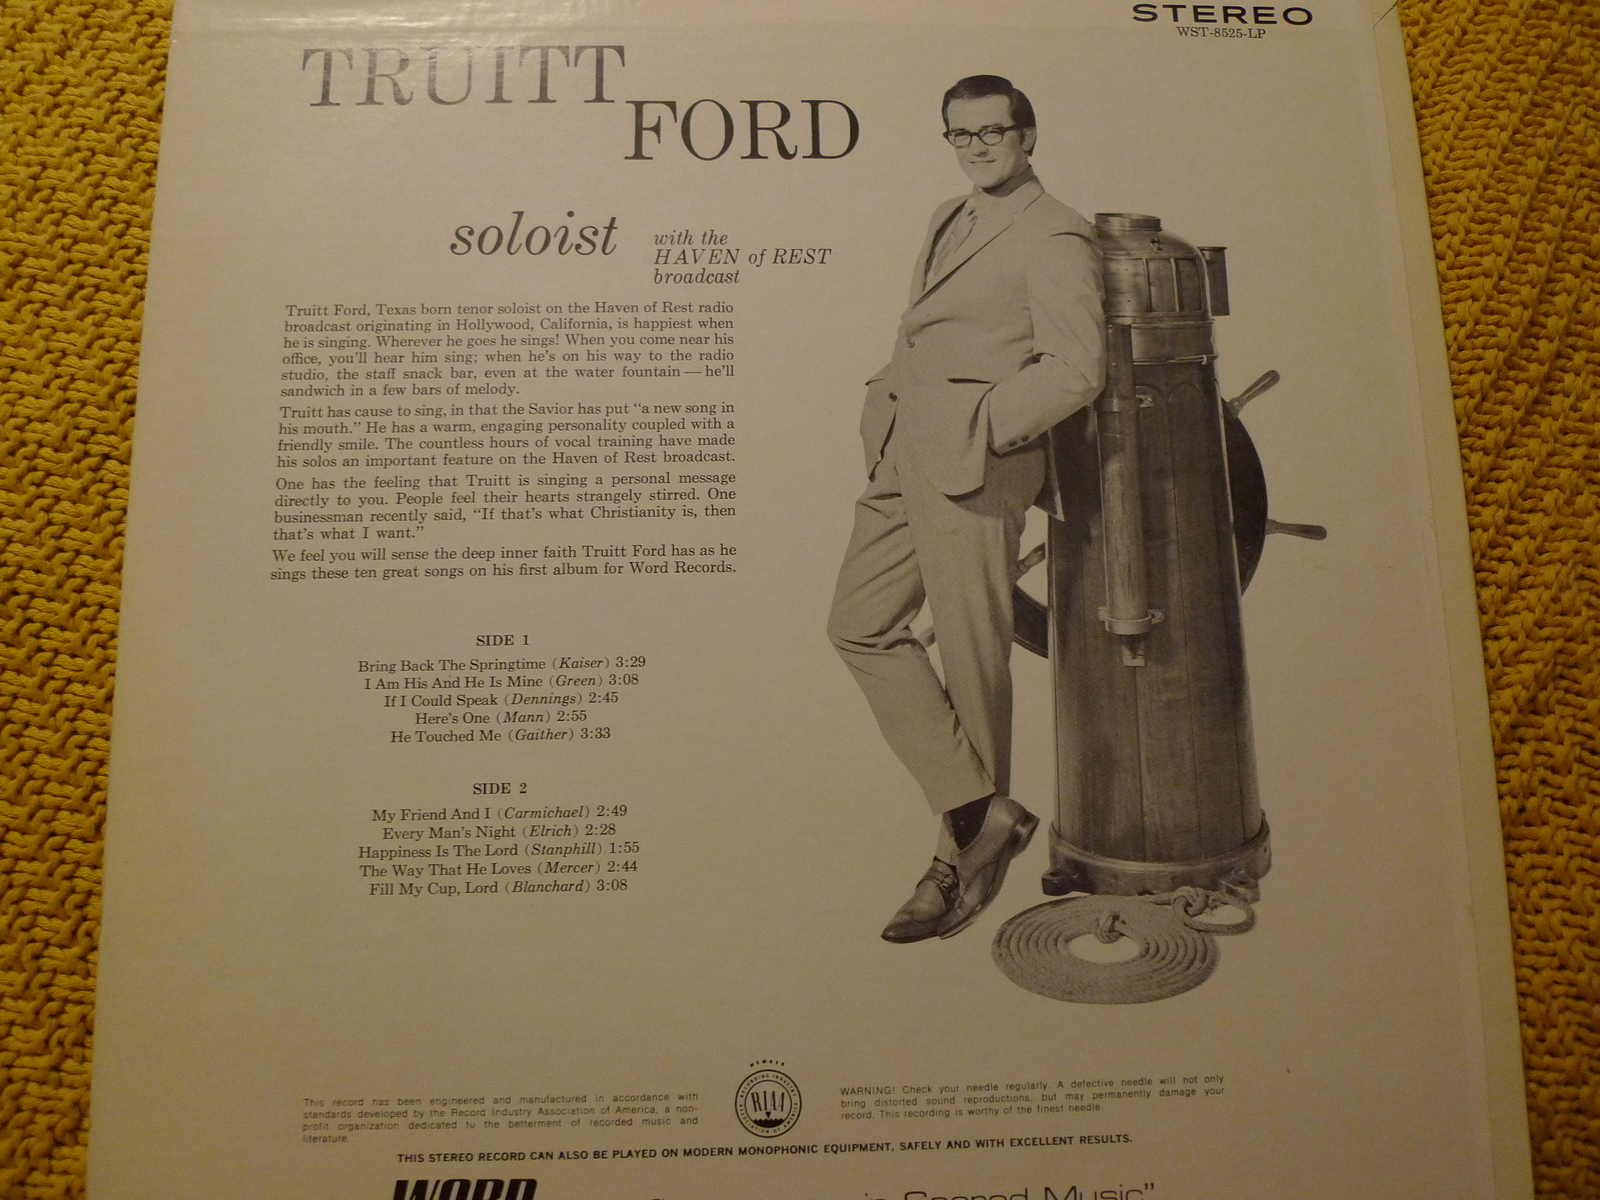 STEREO
WST-8525-LP
TRUITT
FORD
soloist
with the
HAVEN of REST
broadcast
Truitt Ford, Texas born tenor soloist on the Haven of Rest radio
broadcast originating in Hollywood, California, is happiest when
he is singing. Wherever he goes he sings! When you come near his
office, you'll hear him sing; when he's on his way to the radio
studio, the staff snack bar, even at the water fountain — he'll
sandwich in a few bars of melody.
Truitt has cause to sing, in that the Savior has put "a new song in
his mouth." He has a warm, engaging personality coupled with a
friendly smile. The countless hours of vocal training have made
his solos an important feature on the Haven of Rest broadcast.
One has the feeling that Truitt is singing a personal message
directly to you. People feel their hearts strangely stirred. One
businessman recently said, "If that's what Christianity is, then
that's what I want."
We feel you will sense the deep inner faith Truitt Ford has as he
sings these ten great songs on his first album for Word Records.
SIDE 1
Bring Back The Springtime (Kaiser) 3:29
I Am His And He Is Mine (Green) 3:08
If I Could Speak (Dennings) 2:45
Here's One (Mann) 2:55
He Touched Me (Gaither) 3:33
SIDE 2
My Friend And I (Carmichael) 2:49
Every Man's Night (Elrich) 2:28
Happiness Is The Lord (Stanphill) 1:55
The Way That He Loves (Mercer) 2:44
Fill My Cup, Lord (Blanchard) 3:08
This record has been engineered and manufactured in accordance with
standards developed by the Record Industry Association of America, a non-
profit organization dedicated to the betterment of recorded music and
literature.
MEMBER
RECORDING INDUSTRY
ASSOCIATION OF AMERICA
RIAA
WARNING! Check your needle regularly. A defective needle will not only
bring distorted sound reproductions, but may permanently damage your
record. This recording is worthy of the finest needle.
THIS STEREO RECORD CAN ALSO BE PLAYED ON MODERN MONOPHONIC EQUIPMENT, SAFELY AND WITH EXCELLENT RESULTS.
WORD in Sacred Music"